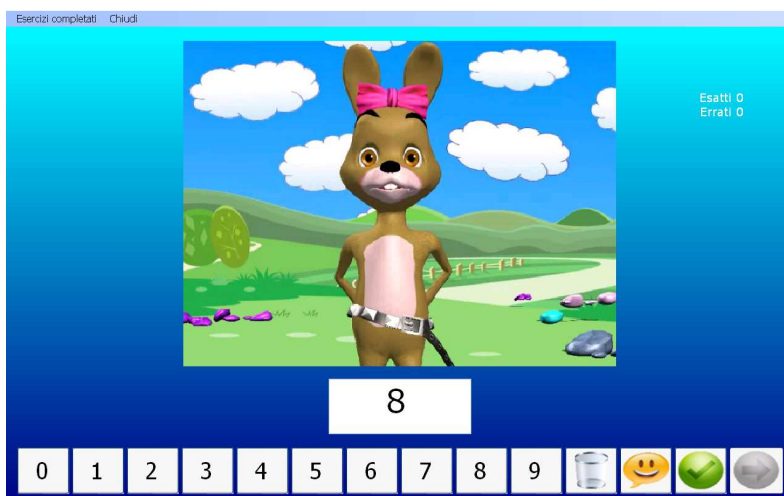 Esercizi completati Chiudi
Esatti 0
Errati 0
8
0 1 2 3 4 5 6 7 8 9